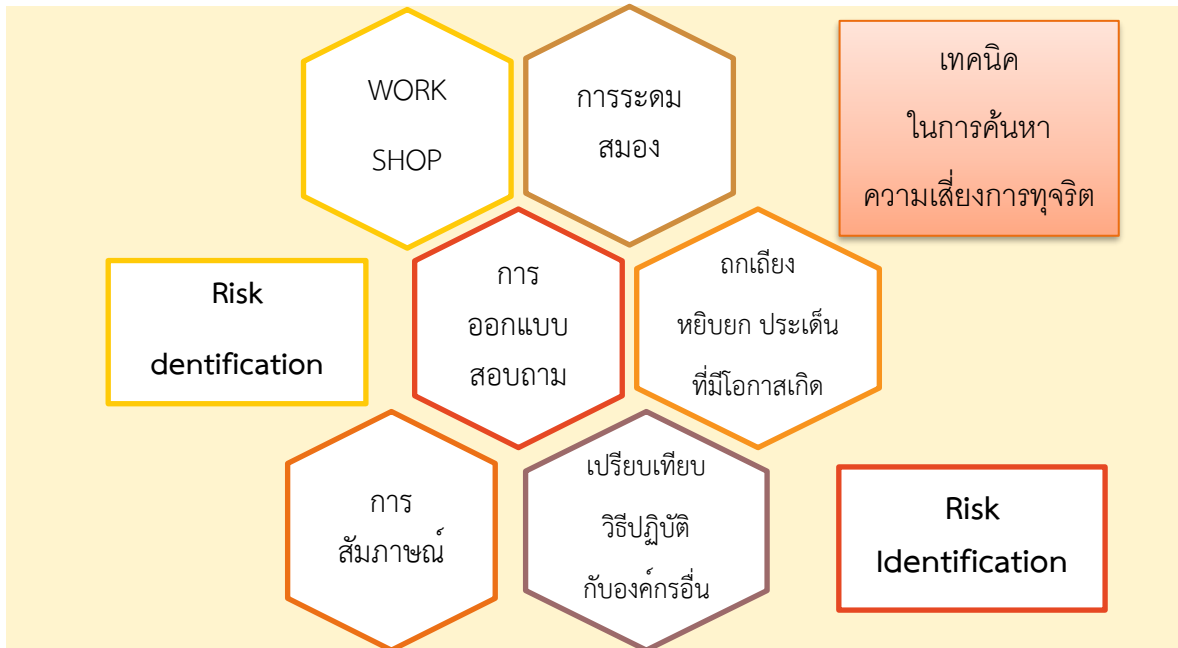 WORK
SHOP
การระดม
สมอง
เทคนิค
ในการค้นหา
ความเสี่ยงการทุจริต
Risk
dentification
การ
ออกแบบ
สอบถาม
ถกเถียง
หยิบยก ประเด็น
ที่มีโอกาสเกิด
การ
สัมภาษณ์
เปรียบเทียบ
วิธีปฏิบัติ
กับองค์กรอื่น
Risk
Identification